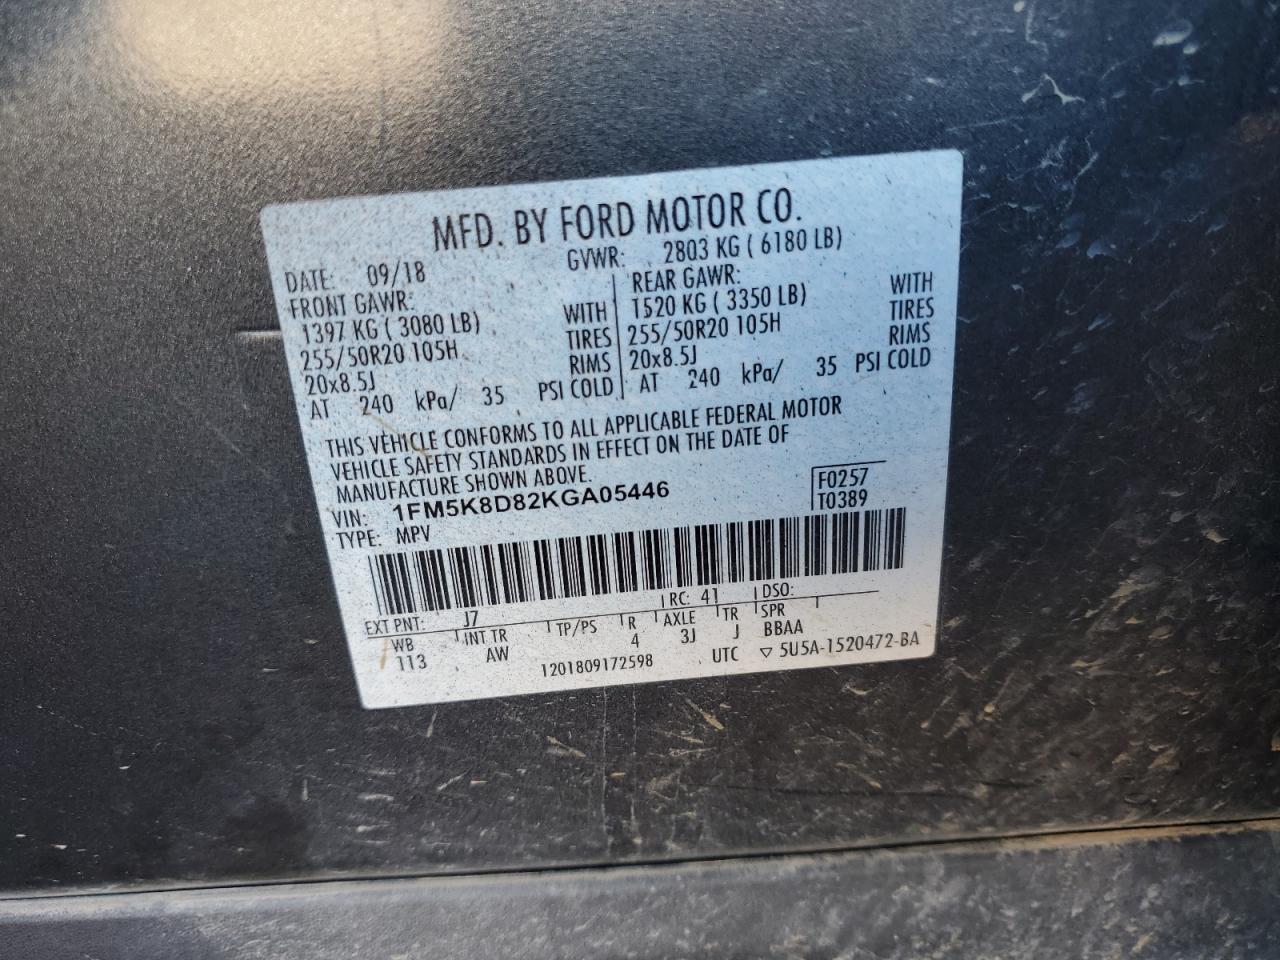 MFD. BY FORD MOTOR CO.
DATE: 09/18 GVWR: 2803 KG ( 6180 LB)
FRONT GAWR: REAR GAWR:
1397 KG ( 3080 LB) WITH 1520 KG ( 3350 LB) WITH
255/50R20 105H TIRES 255/50R20 105H TIRES
20x8.5J RIMS 20x8.5J RIMS
AT 240 kPa/ 35 PSI COLD AT 240 kPa/ 35 PSI COLD
THIS VEHICLE CONFORMS TO ALL APPLICABLE FEDERAL MOTOR
VEHICLE SAFETY STANDARDS IN EFFECT ON THE DATE OF
MANUFACTURE SHOWN ABOVE.
VIN: 1FM5K8D82KGA05446 F0257
TYPE: MPV T0389
EXT PNT: J7 RC: 41 DSO:
WB INT TR TP/PS R AXLE TR SPR
113 AW 4 3J J BBAA
1201809172598 UTC ▽ 5U5A-1520472-BA